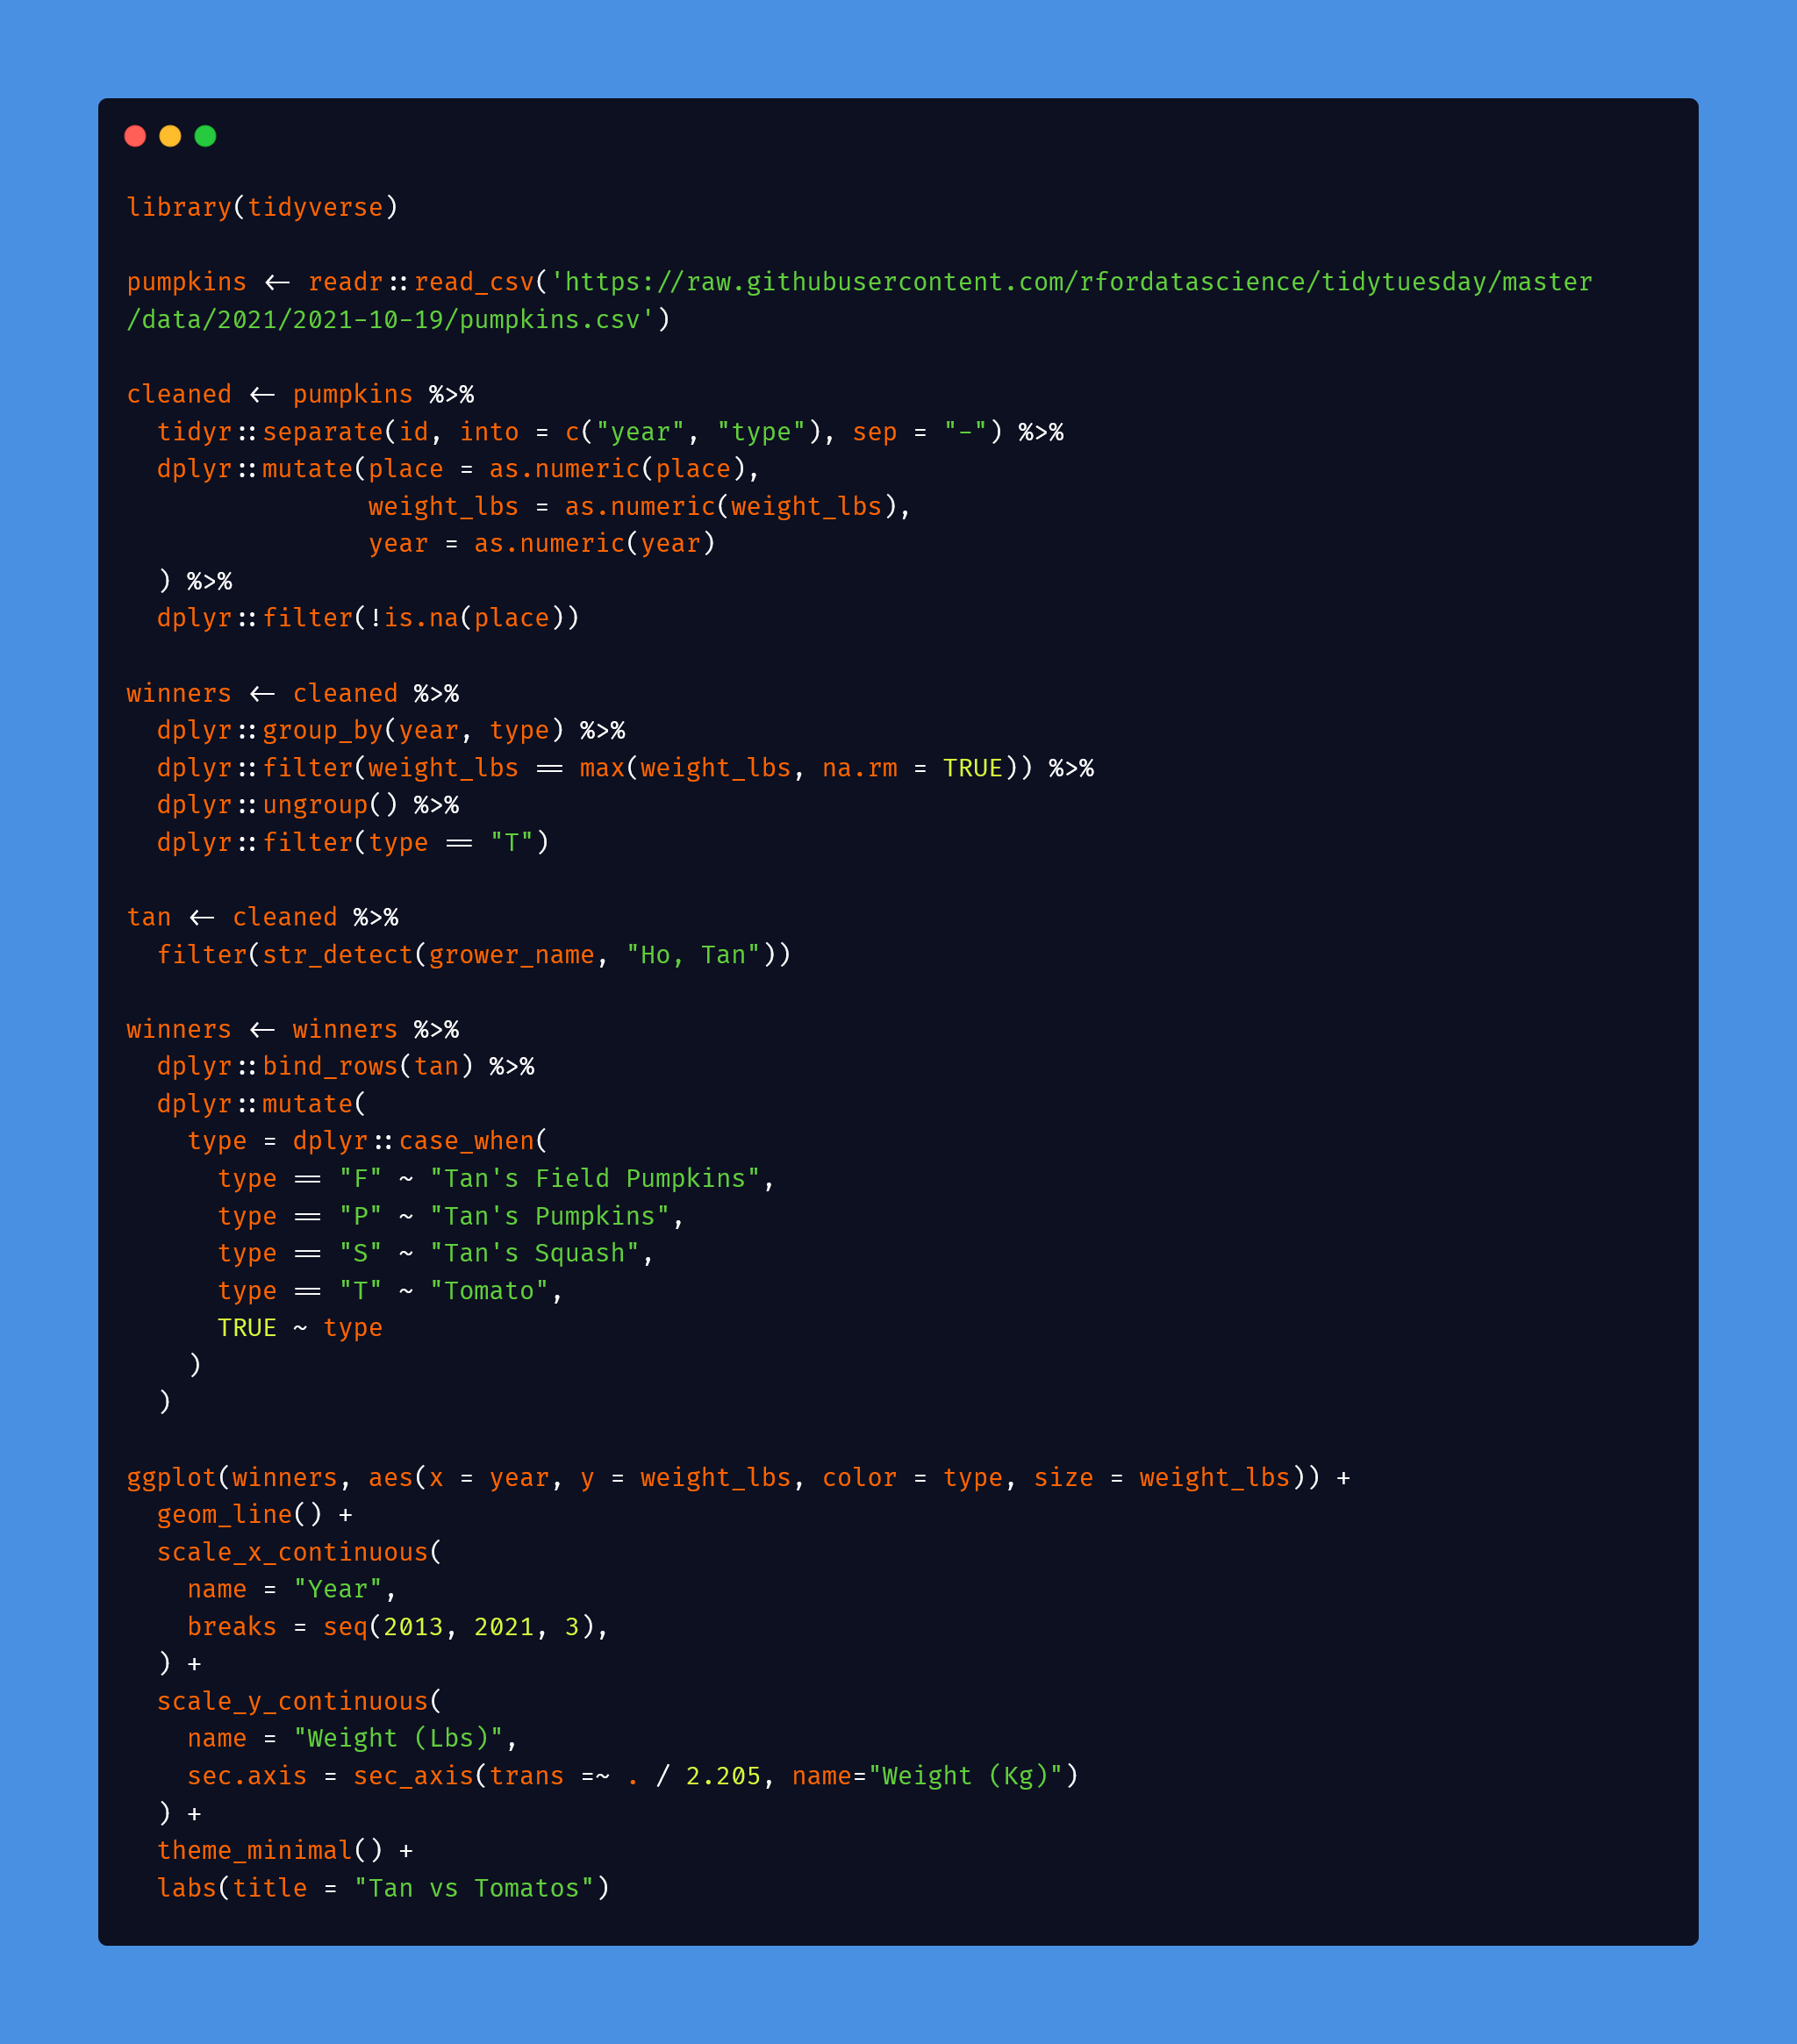 library(tidyverse)

pumpkins <- readr::read_csv('https://raw.githubusercontent.com/rfordatascience/tidytuesday/master
/data/2021/2021-10-19/pumpkins.csv')

cleaned <- pumpkins %>%
  tidyr::separate(id, into = c("year", "type"), sep = "-") %>%
  dplyr::mutate(place = as.numeric(place),
                weight_lbs = as.numeric(weight_lbs),
                year = as.numeric(year)
  ) %>%
  dplyr::filter(!is.na(place))

winners <- cleaned %>%
  dplyr::group_by(year, type) %>%
  dplyr::filter(weight_lbs == max(weight_lbs, na.rm = TRUE)) %>%
  dplyr::ungroup() %>%
  dplyr::filter(type == "T")

tan <- cleaned %>%
  filter(str_detect(grower_name, "Ho, Tan"))

winners <- winners %>%
  dplyr::bind_rows(tan) %>%
  dplyr::mutate(
    type = dplyr::case_when(
      type == "F" ~ "Tan's Field Pumpkins",
      type == "P" ~ "Tan's Pumpkins",
      type == "S" ~ "Tan's Squash",
      type == "T" ~ "Tomato",
      TRUE ~ type
    )
  )

ggplot(winners, aes(x = year, y = weight_lbs, color = type, size = weight_lbs)) +
  geom_line() +
  scale_x_continuous(
    name = "Year",
    breaks = seq(2013, 2021, 3),
  ) +
  scale_y_continuous(
    name = "Weight (Lbs)",
    sec.axis = sec_axis(trans =~ . / 2.205, name="Weight (Kg)")
  ) +
  theme_minimal() +
  labs(title = "Tan vs Tomatos")